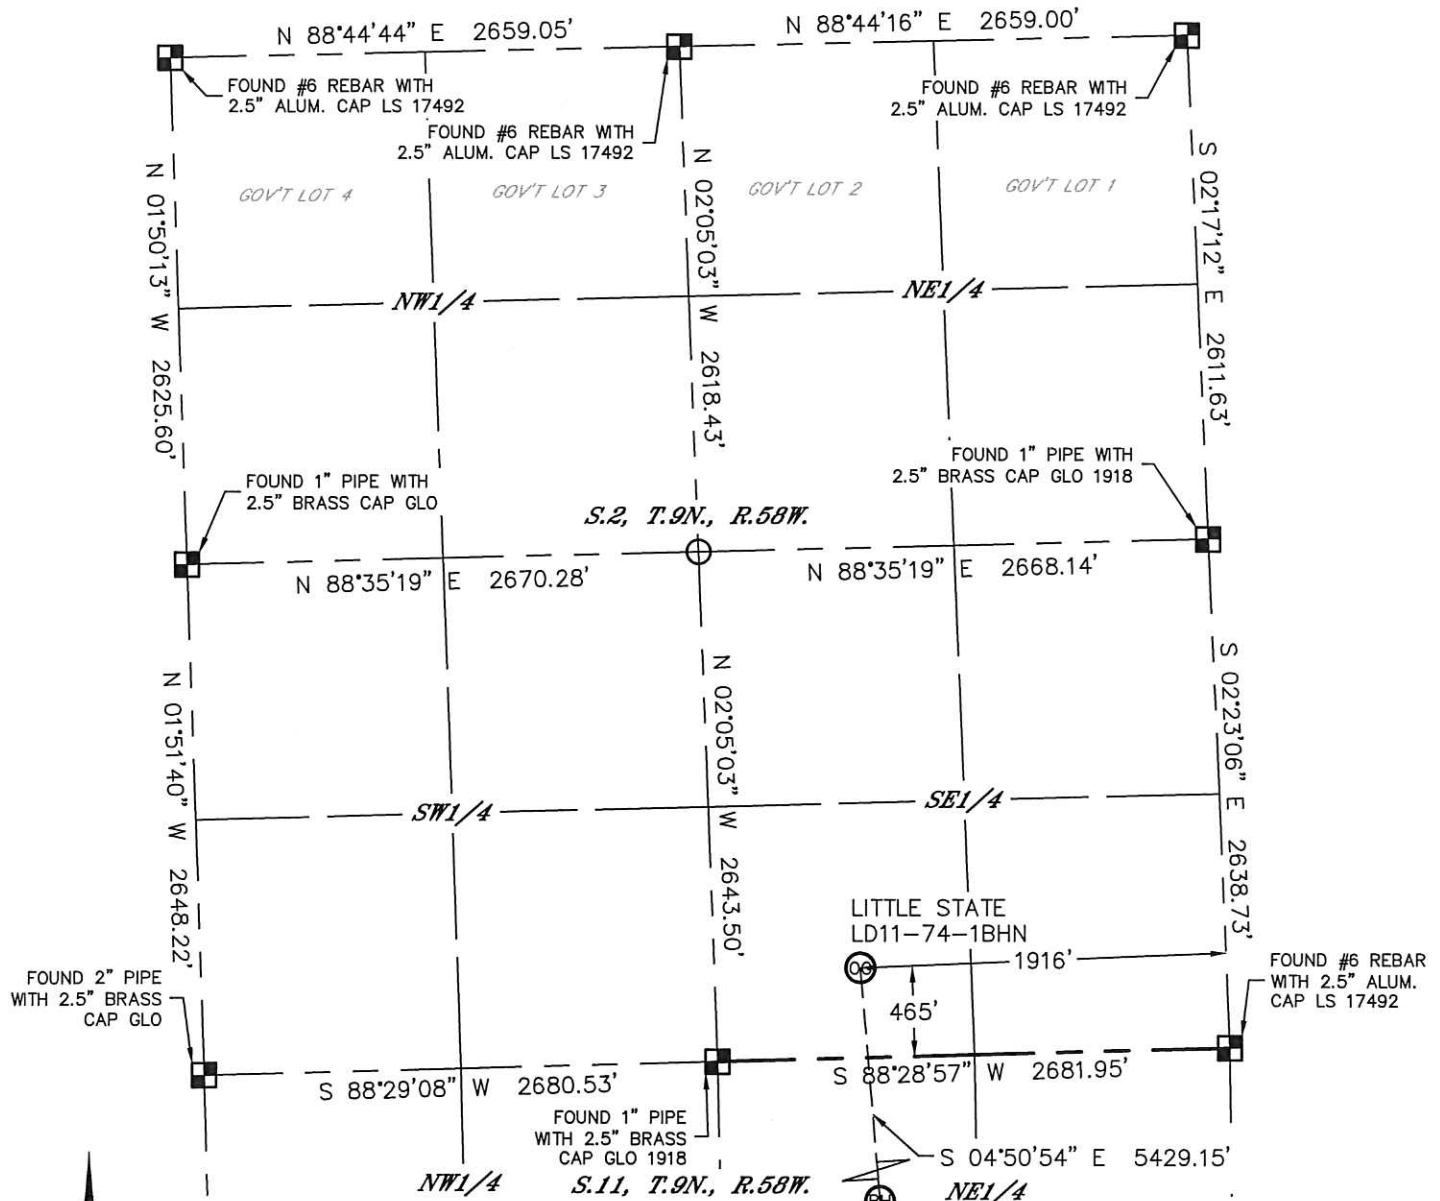 N 88°44'44" E 2659.05'
N 88°44'16" E 2659.00'
FOUND #6 REBAR WITH
2.5" ALUM. CAP LS 17492
FOUND #6 REBAR WITH
2.5" ALUM. CAP LS 17492
FOUND #6 REBAR WITH
2.5" ALUM. CAP LS 17492
N 01°50'13" W 2625.60'
GOV'T LOT 4
GOV'T LOT 3
N 02°05'03" W 2618.43'
GOV'T LOT 2
GOV'T LOT 1
S 02°17'12" E 2611.63'
NW1/4
NE1/4
FOUND 1" PIPE WITH
2.5" BRASS CAP GLO
FOUND 1" PIPE WITH
2.5" BRASS CAP GLO 1918
S.2, T.9N., R.58W.
N 88°35'19" E 2670.28'
N 88°35'19" E 2668.14'
N 01°51'40" W 2648.22'
N 02°05'03" W 2643.50'
S 02°23'06" E 2638.73'
SW1/4
SE1/4
LITTLE STATE
LD11-74-1BHN
OG
1916'
465'
FOUND 2" PIPE
WITH 2.5" BRASS
CAP GLO
FOUND #6 REBAR
WITH 2.5" ALUM.
CAP LS 17492
S 88°29'08" W 2680.53'
S 88°28'57" W 2681.95'
FOUND 1" PIPE
WITH 2.5" BRASS
CAP GLO 1918
S 04°50'54" E 5429.15'
NW1/4
S.11, T.9N., R.58W.
BH
NE1/4